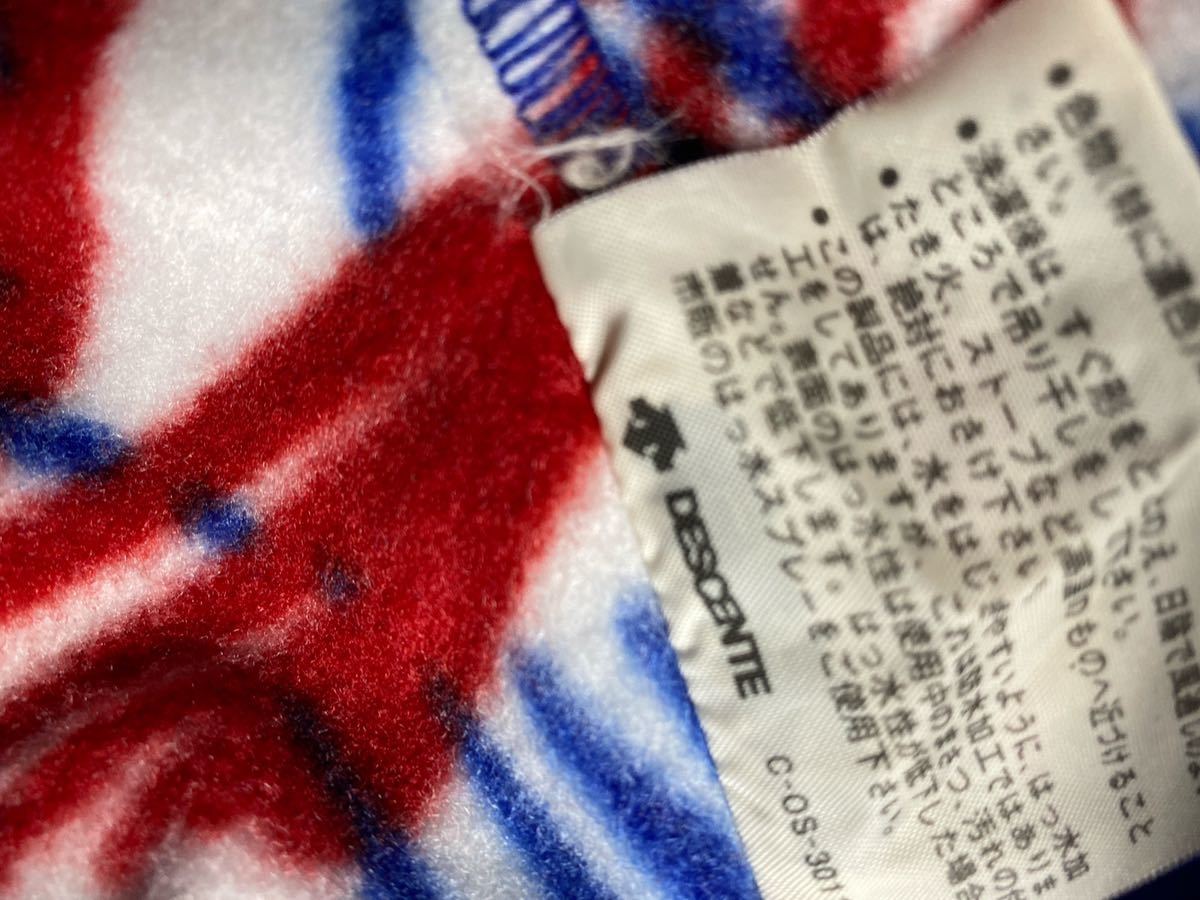 ● 色物(特に濃色)
さい。
● 洗濯後は、すぐ形をととのえ、日陰で風通しの
ところで吊り干しをして下さい。
● たき火、ストーブなど高温のものへ近づけること
は、絶対におさけ下さい。
● この製品には、水をはじきやすいように、はっ水加
工をしてありますが、これは防水加工ではありま
せん。表面のはっ水性は使用中のまさつ、汚れの付
着などで低下します。はっ水性が低下した場合
市販のはっ水スプレーをご使用下さい。
DESCENTE
C-OS-301